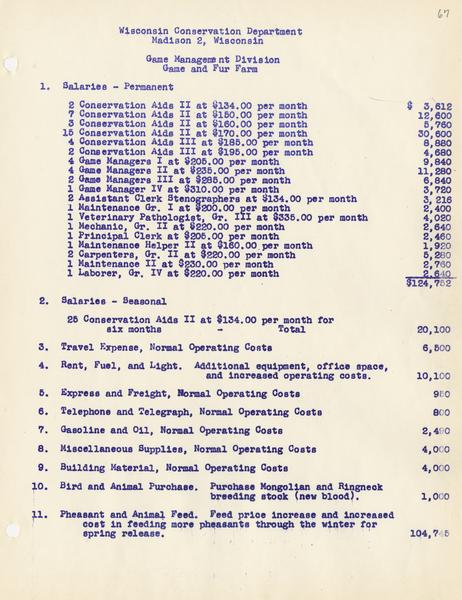 67
Wisconsin Conservation Department
Madison 2, Wisconsin
Game Management Division
Game and Fur Farm
1. Salaries - Permanent
2 Conservation Aids II at $134.00 per month $ 3,612
7 Conservation Aids II at $150.00 per month 12,600
3 Conservation Aids II at $160.00 per month 5,760
15 Conservation Aids II at $170.00 per month 30,600
4 Conservation Aids III at $185.00 per month 8,880
2 Conservation Aids III at $195.00 per month 4,680
4 Game Managers I at $205.00 per month 9,840
4 Game Managers II at $235.00 per month 11,280
2 Game Managers III at $285.00 per month 6,840
1 Game Manager IV at $310.00 per month 3,720
2 Assistant Clerk Stenographers at $134.00 per month 3,216
1 Maintenance Gr. I at $200.00 per month 2,400
1 Veterinary Pathologist, Gr. III at $335.00 per month 4,020
1 Mechanic, Gr. II at $220.00 per month 2,640
1 Principal Clerk at $205.00 per month 2,460
1 Maintenance Helper II at $160.00 per month 1,920
2 Carpenters, Gr. II at $220.00 per month 5,280
1 Maintenance II at $230.00 per month 2,760
1 Laborer, Gr. IV at $220.00 per month 2,640
$124,752
2. Salaries - Seasonal
25 Conservation Aids II at $134.00 per month for
six months - Total 20,100
3. Travel Expense, Normal Operating Costs 6,500
4. Rent, Fuel, and Light. Additional equipment, office space,
and increased operating costs. 10,100
5. Express and Freight, Normal Operating Costs 950
6. Telephone and Telegraph, Normal Operating Costs 800
7. Gasoline and Oil, Normal Operating Costs 2,490
8. Miscellaneous Supplies, Normal Operating Costs 4,000
9. Building Material, Normal Operating Costs 4,000
10. Bird and Animal Purchase. Purchase Mongolian and Ringneck
breeding stock (new blood). 1,000
11. Pheasant and Animal Feed. Feed price increase and increased
cost in feeding more pheasants through the winter for
spring release. 104,745